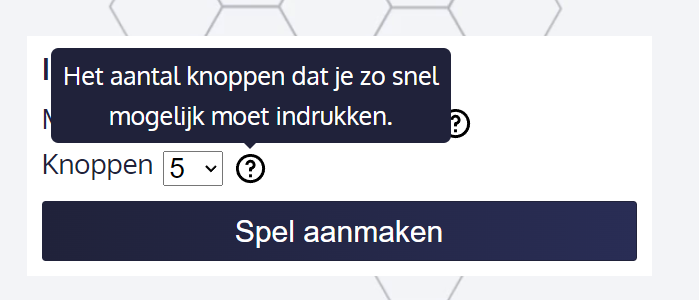 Het aantal knoppen dat je zo snel
mogelijk moet indrukken.
Knoppen 5
Spel aanmaken